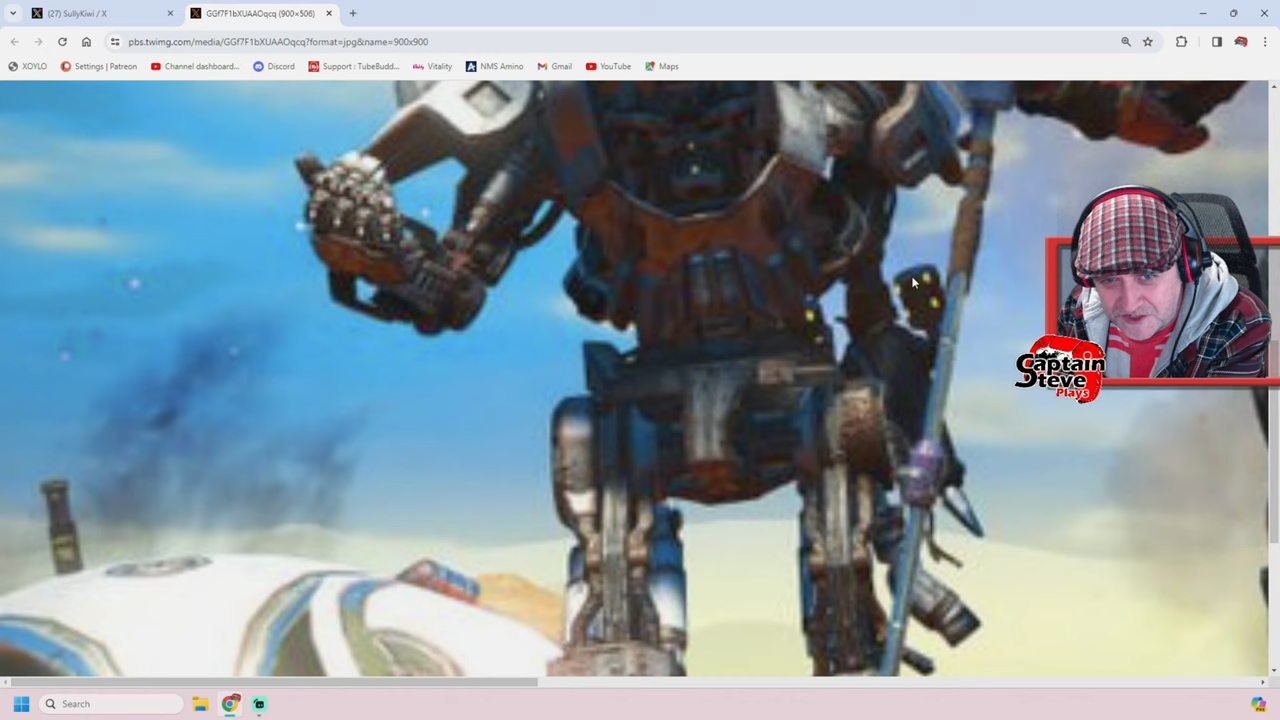 (27) SullyKiwi / X
GGf7F1bXUAAOqcq (900×506)
pbs.twimg.com/media/GGf7F1bXUAAOqcq?format=jpg&name=900x900
XOYLO
Settings | Patreon
Channel dashboard...
Discord
Support : TubeBudd...
Vitality
NMS Amino
Gmail
YouTube
Maps
Captain
Steve
Plays
Search